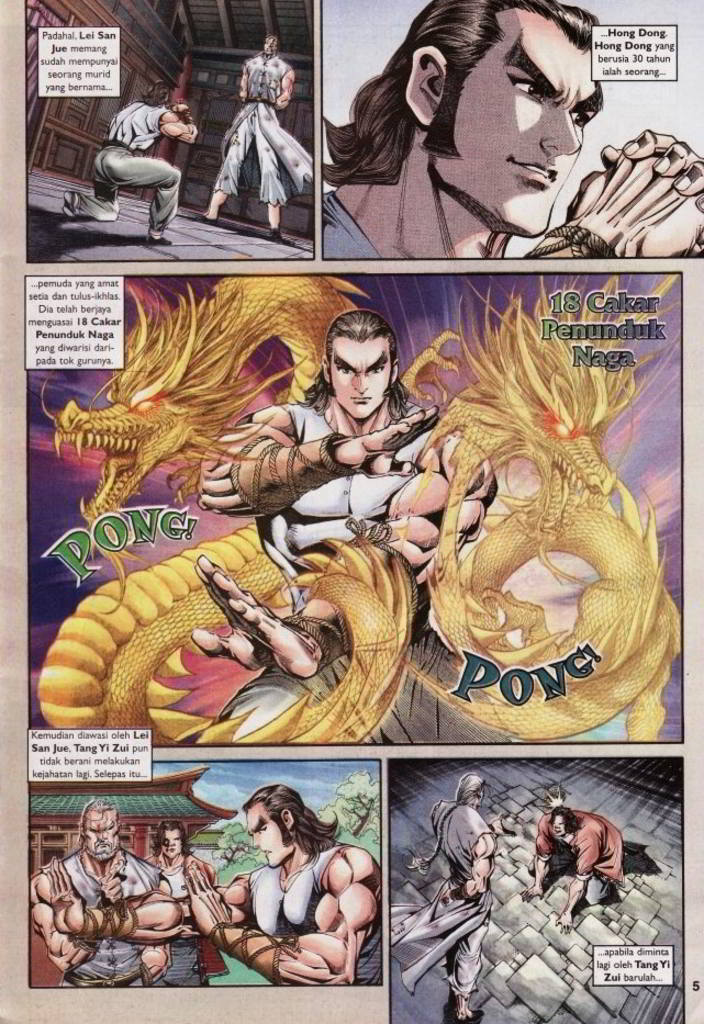 Padahal, Lei San
Jue memang
sudah mempunyai
seorang murid
yang bernama...
...Hong Dong.
Hong Dong yang
berusia 30 tahun
ialah seorang...
...pemuda yang amat
setia dan tulus-ikhlas.
Dia telah berjaya
menguasai 18 Cakar
Penunduk Naga
yang diwarisi dari-
pada tok gurunya.
18 Cakar
Penunduk
Naga
PONG!
PONG!
Kemudian diawasi oleh Lei
San Jue, Tang Yi Zui pun
tidak berani melakukan
kejahatan lagi. Selepas itu...
...apabila diminta
lagi oleh Tang Yi
Zui barulah...
5